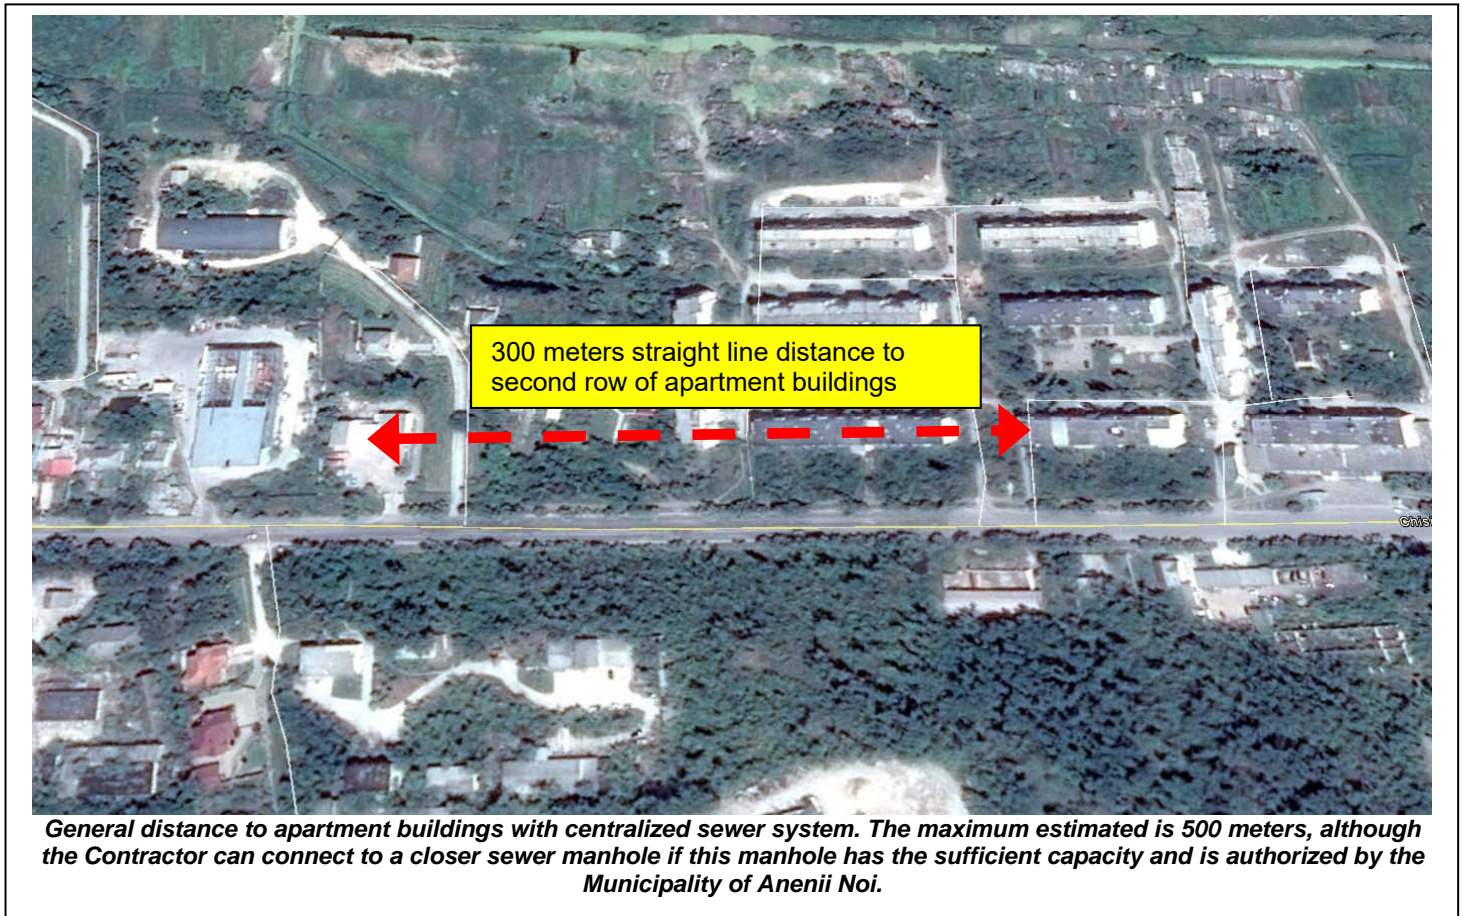 300 meters straight line distance to
second row of apartment buildings
General distance to apartment buildings with centralized sewer system. The maximum estimated is 500 meters, although
the Contractor can connect to a closer sewer manhole if this manhole has the sufficient capacity and is authorized by the
Municipality of Anenii Noi.